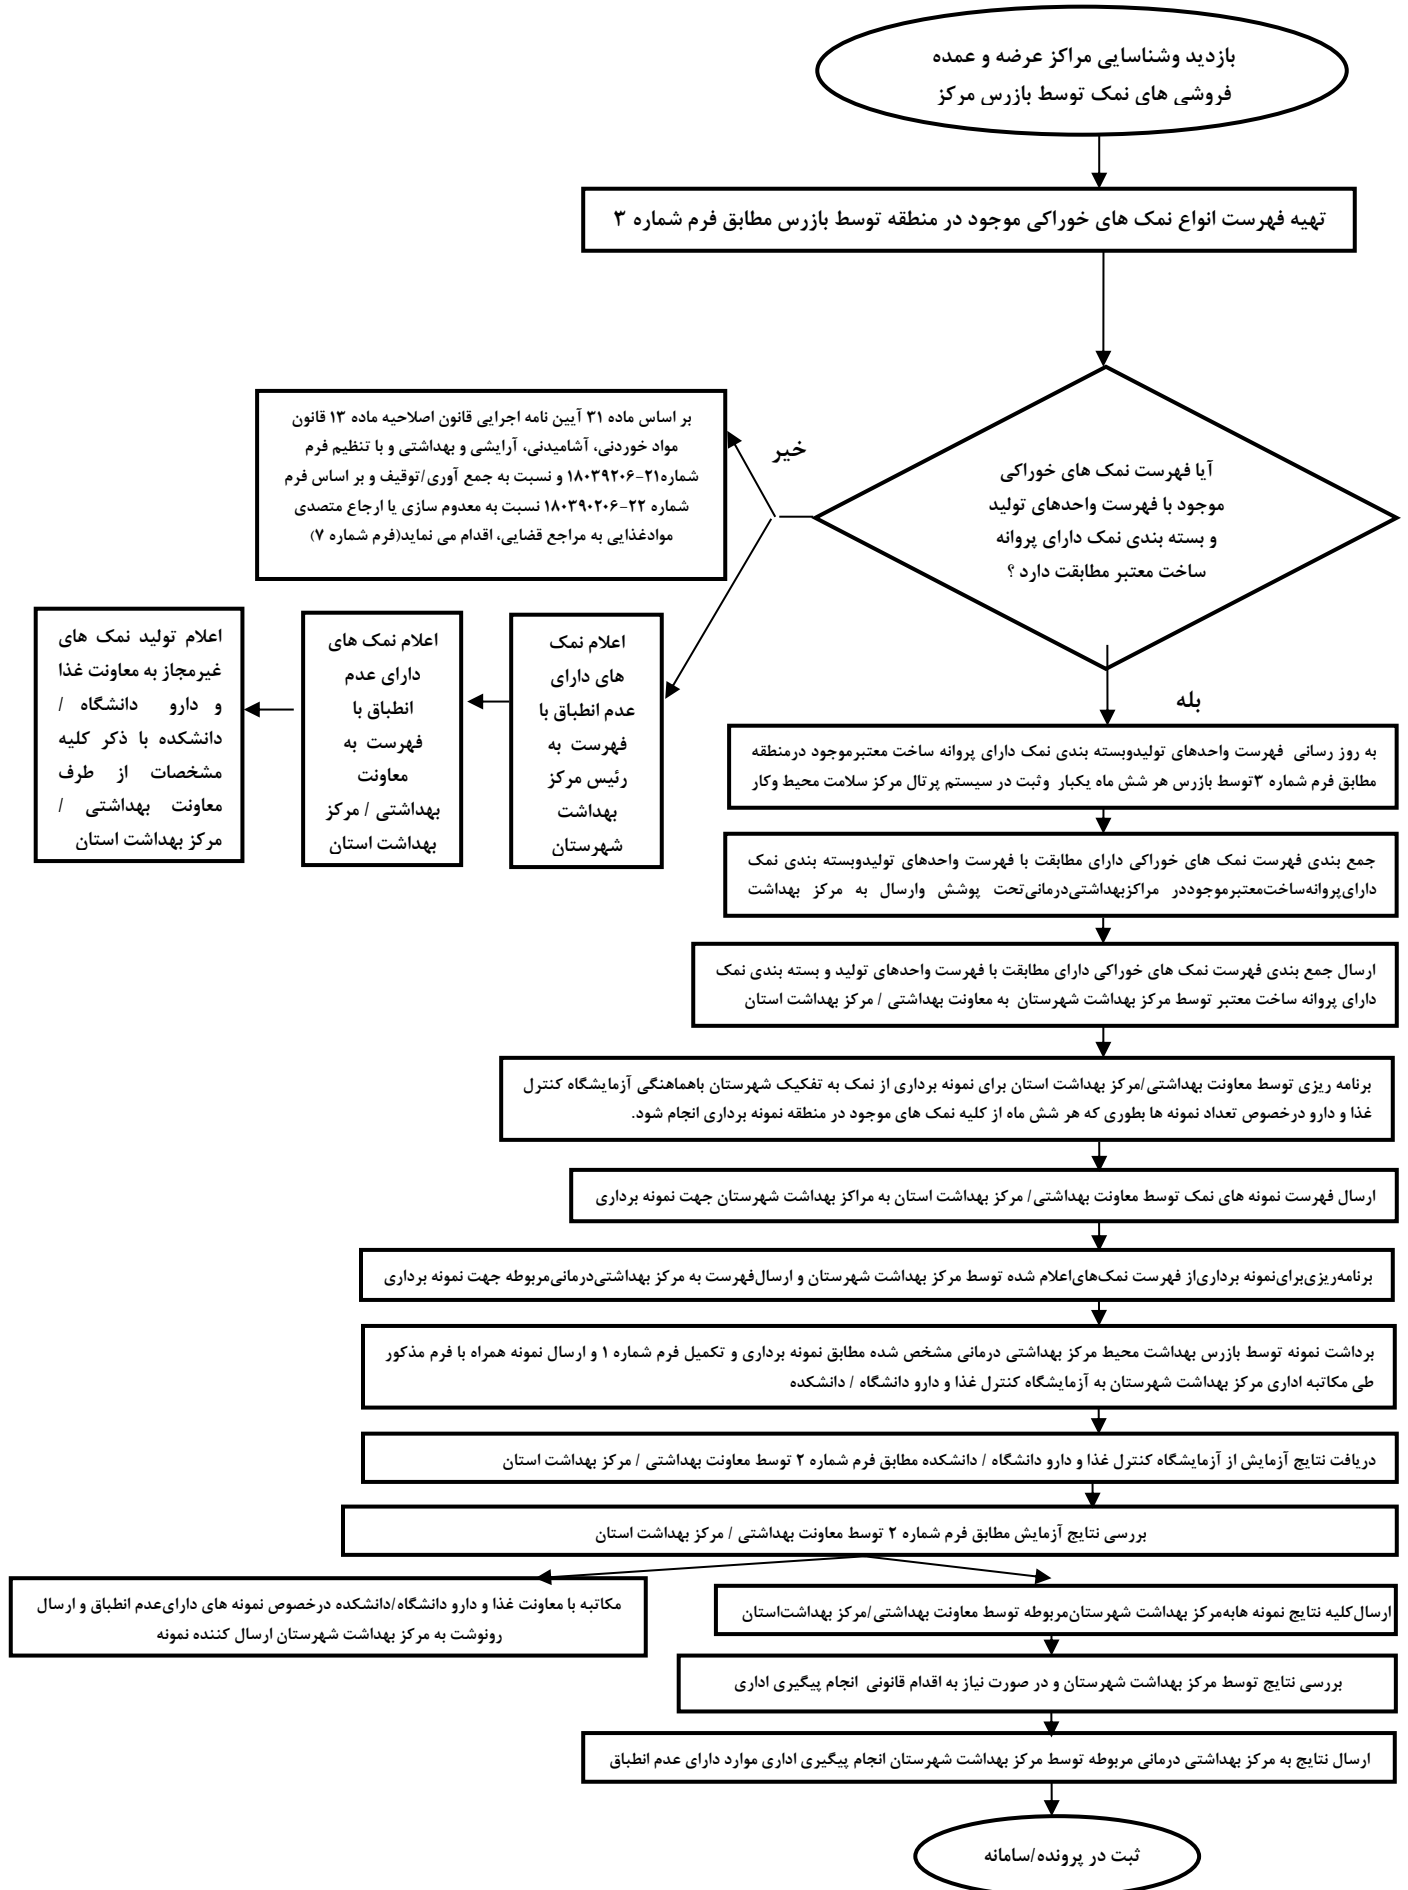 بازدید وشناسایی مراکز عرضه و عمده
فروشی های نمک توسط بازرس مرکز
تهیه فهرست انواع نمک های خوراکی موجود در منطقه توسط بازرس مطابق فرم شماره ۳
آیا فهرست نمک های خوراکی
موجود با فهرست واحدهای تولید
و بسته بندی نمک دارای پروانه
ساخت معتبر مطابقت دارد ؟
خیر
بر اساس ماده ۳۱ آیین نامه اجرایی قانون اصلاحیه ماده ۱۳ قانون
مواد خوردنی، آشامیدنی، آرایشی و بهداشتی و با تنظیم فرم
شماره۲۱-۱۸۰۳۹۲۰۶ و نسبت به جمع آوری/توقیف و بر اساس فرم
شماره ۲۲-۱۸۰۳۹۰۲۰۶ نسبت به معدوم سازی یا ارجاع متصدی
موادغذایی به مراجع قضایی، اقدام می نماید(فرم شماره ۷)
اعلام نمک
های دارای
عدم انطباق با
فهرست به
رئیس مرکز
بهداشت
شهرستان
اعلام نمک های
دارای عدم
انطباق با
فهرست به
معاونت
بهداشتی / مرکز
بهداشت استان
اعلام تولید نمک های
غیرمجاز به معاونت غذا
و دارو دانشگاه /
دانشکده با ذکر کلیه
مشخصات از طرف
معاونت بهداشتی /
مرکز بهداشت استان
بله
به روز رسانی فهرست واحدهای تولیدوبسته بندی نمک دارای پروانه ساخت معتبرموجود درمنطقه
مطابق فرم شماره ۳توسط بازرس هر شش ماه یکبار وثبت در سیستم پرتال مرکز سلامت محیط وکار
جمع بندی فهرست نمک های خوراکی دارای مطابقت با فهرست واحدهای تولیدوبسته بندی نمک
دارای‌پروانه‌ساخت‌معتبرموجوددر مراکزبهداشتی‌درمانی‌تحت پوشش وارسال به مرکز بهداشت
ارسال جمع بندی فهرست نمک های خوراکی دارای مطابقت با فهرست واحدهای تولید و بسته بندی نمک
دارای پروانه ساخت معتبر توسط مرکز بهداشت شهرستان به معاونت بهداشتی / مرکز بهداشت استان
برنامه ریزی توسط معاونت بهداشتی/مرکز بهداشت استان برای نمونه برداری از نمک به تفکیک شهرستان باهماهنگی آزمایشگاه کنترل
غذا و دارو درخصوص تعداد نمونه ها بطوری که هر شش ماه از کلیه نمک های موجود در منطقه نمونه برداری انجام شود.
ارسال فهرست نمونه های نمک توسط معاونت بهداشتی/ مرکز بهداشت استان به مراکز بهداشت شهرستان جهت نمونه برداری
برنامه‌ریزی‌برای‌نمونه برداری‌از فهرست نمک‌های‌اعلام شده توسط مرکز بهداشت شهرستان و ارسال‌فهرست به مرکز بهداشتی‌درمانی‌مربوطه جهت نمونه برداری
برداشت نمونه توسط بازرس بهداشت محیط مرکز بهداشتی درمانی مشخص شده مطابق نمونه برداری و تکمیل فرم شماره ۱ و ارسال نمونه همراه با فرم مذکور
طی مکاتبه اداری مرکز بهداشت شهرستان به آزمایشگاه کنترل غذا و دارو دانشگاه / دانشکده
دریافت نتایج آزمایش از آزمایشگاه کنترل غذا و دارو دانشگاه / دانشکده مطابق فرم شماره ۲ توسط معاونت بهداشتی / مرکز بهداشت استان
بررسی نتایج آزمایش مطابق فرم شماره ۲ توسط معاونت بهداشتی / مرکز بهداشت استان
ارسال‌کلیه نتایج نمونه هابه‌مرکز بهداشت شهرستان‌مربوطه توسط معاونت بهداشتی/مرکز بهداشت‌استان
مکاتبه با معاونت غذا و دارو دانشگاه/دانشکده درخصوص نمونه های دارای‌عدم انطباق و ارسال
رونوشت به مرکز بهداشت شهرستان ارسال کننده نمونه
بررسی نتایج توسط مرکز بهداشت شهرستان و در صورت نیاز به اقدام قانونی انجام پیگیری اداری
ارسال نتایج به مرکز بهداشتی درمانی مربوطه توسط مرکز بهداشت شهرستان انجام پیگیری اداری موارد دارای عدم انطباق
ثبت در پرونده/سامانه